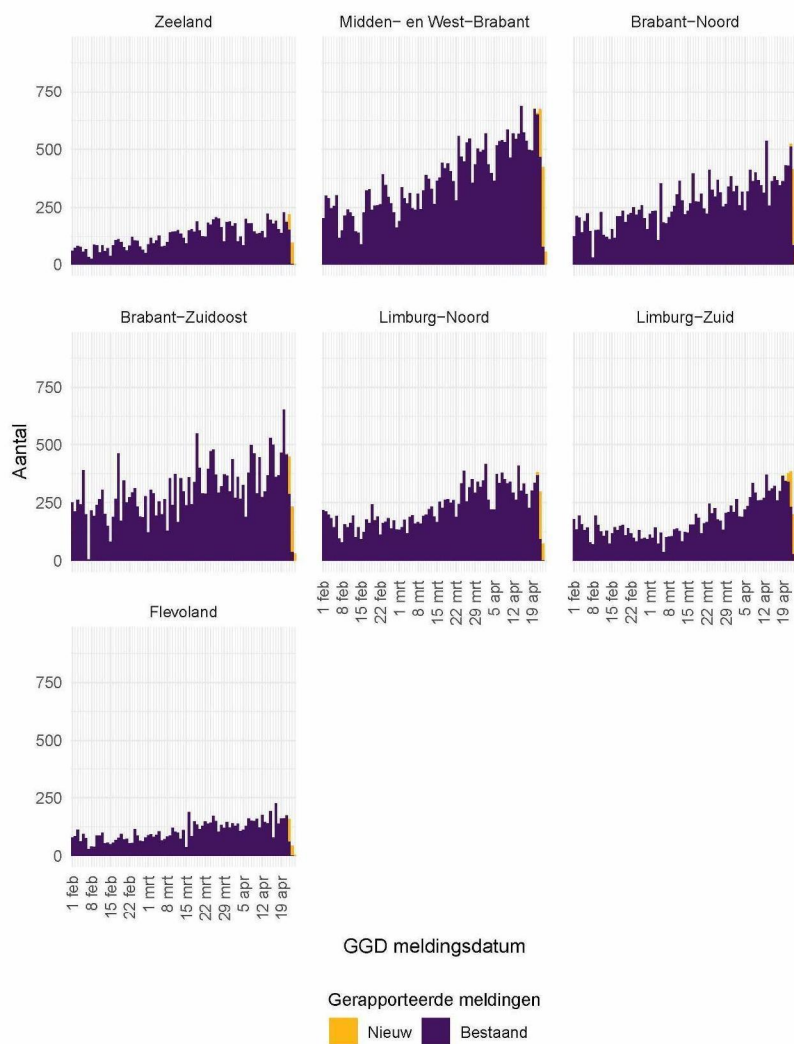 Zeeland
Midden- en West-Brabant
Brabant-Noord
750
500
250
0
Brabant-Zuidoost
Limburg-Noord
Limburg-Zuid
Aantal
750
500
250
0
1 feb
8 feb
15 feb
22 feb
1 mrt
8 mrt
15 mrt
22 mrt
29 mrt
5 apr
12 apr
19 apr
1 feb
8 feb
15 feb
22 feb
1 mrt
8 mrt
15 mrt
22 mrt
29 mrt
5 apr
12 apr
19 apr
Flevoland
750
500
250
0
1 feb
8 feb
15 feb
22 feb
1 mrt
8 mrt
15 mrt
22 mrt
29 mrt
5 apr
12 apr
19 apr
GGD meldingsdatum
Gerapporteerde meldingen
Nieuw
Bestaand